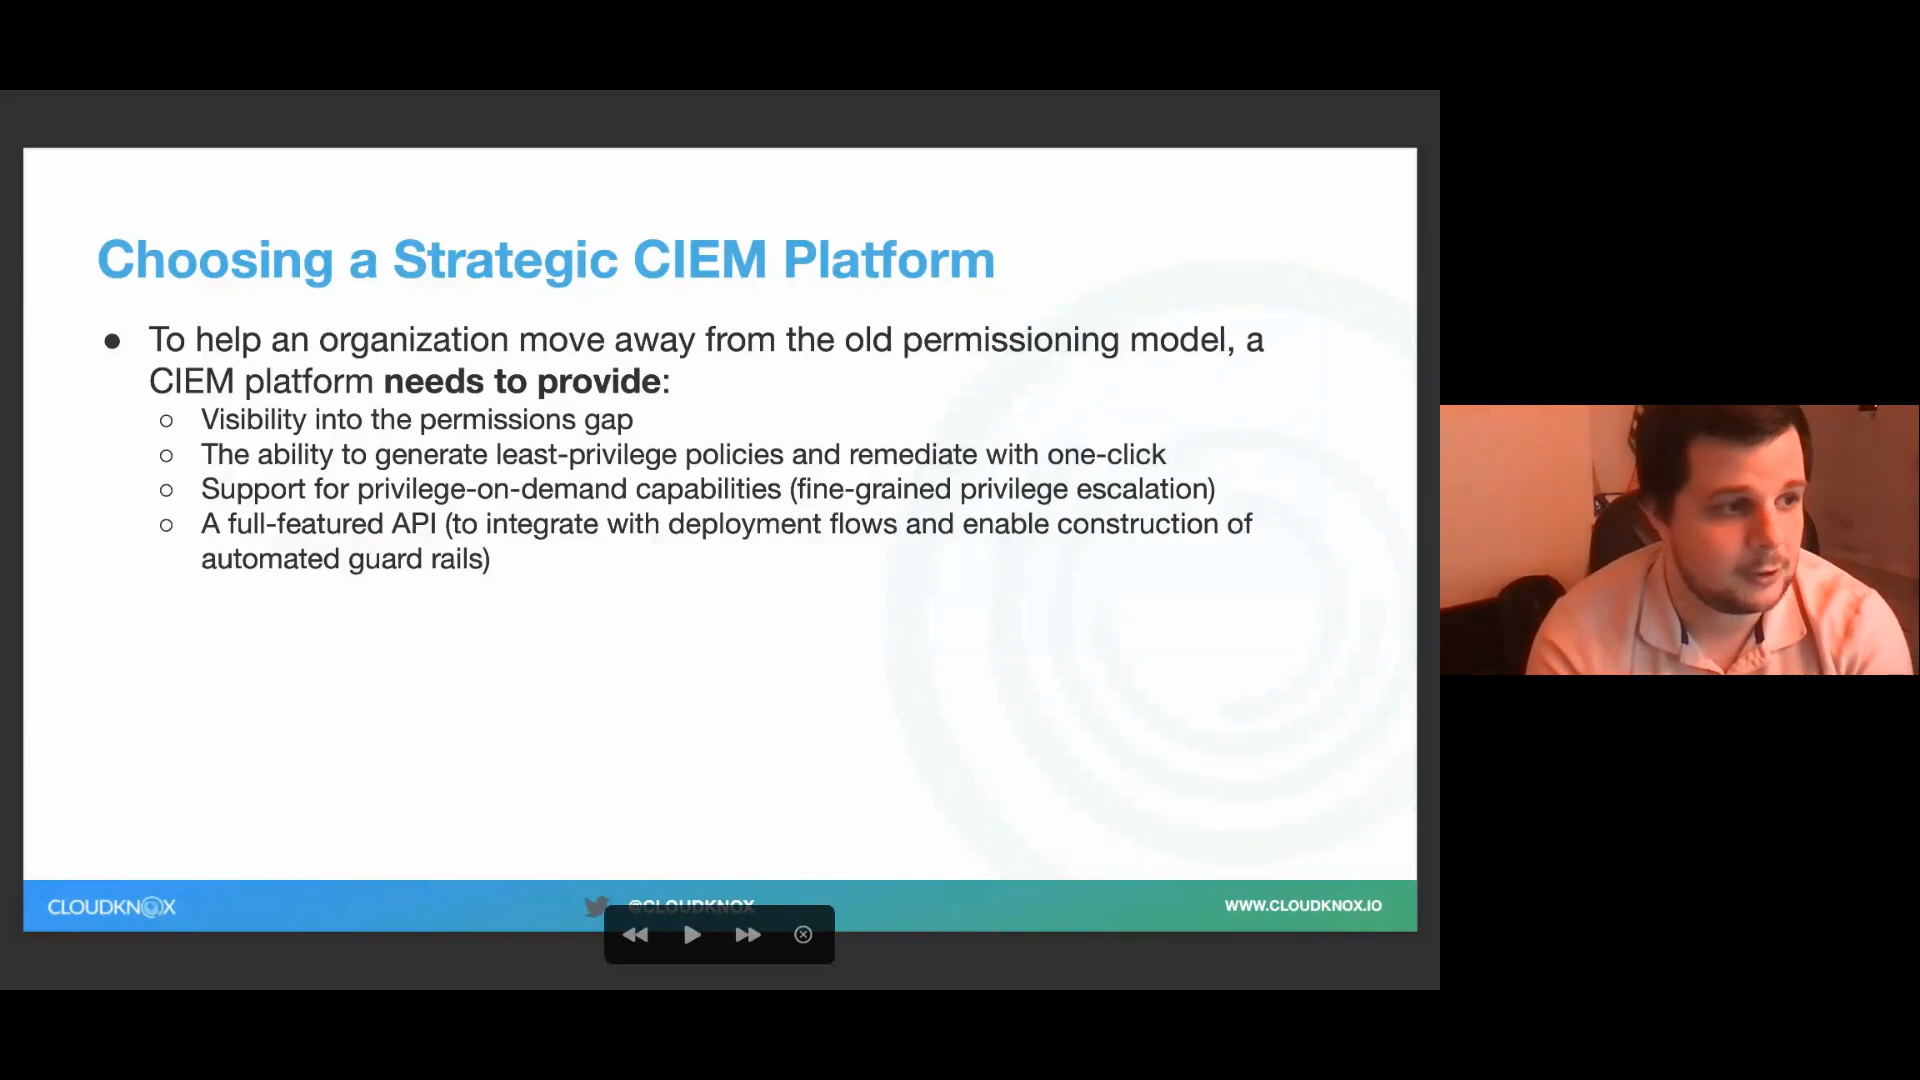 Choosing a Strategic CIEM Platform
● To help an organization move away from the old permissioning model, a
CIEM platform needs to provide:
○ Visibility into the permissions gap
○ The ability to generate least-privilege policies and remediate with one-click
○ Support for privilege-on-demand capabilities (fine-grained privilege escalation)
○ A full-featured API (to integrate with deployment flows and enable construction of
automated guard rails)
CLOUDKNOX
@CLOUDKNOX
WWW.CLOUDKNOX.IO